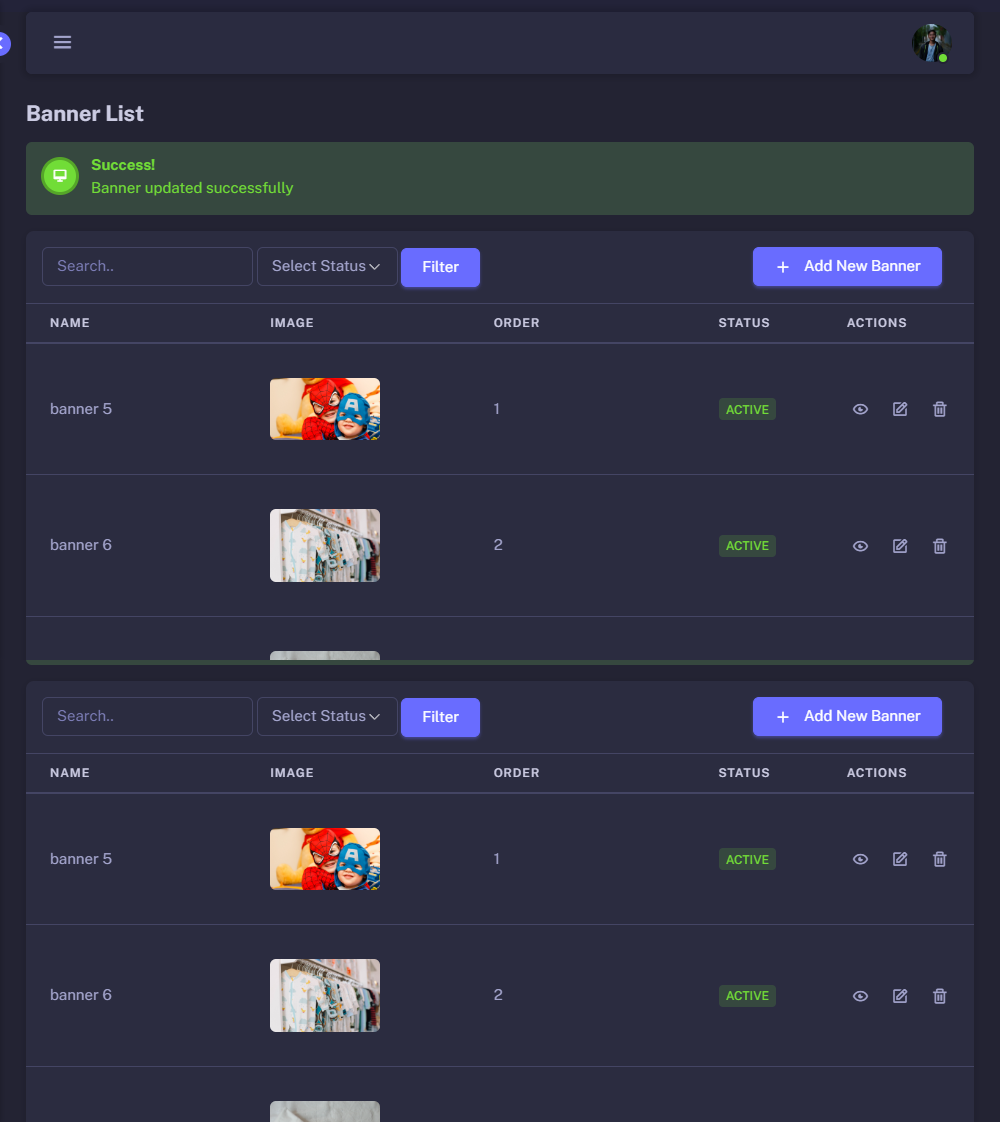 Banner List
Success!
Banner updated successfully
Search.. Select Status Filter Add New Banner
NAME IMAGE ORDER STATUS ACTIONS
banner 5 1 ACTIVE
banner 6 2 ACTIVE
Search.. Select Status Filter Add New Banner
NAME IMAGE ORDER STATUS ACTIONS
banner 5 1 ACTIVE
banner 6 2 ACTIVE